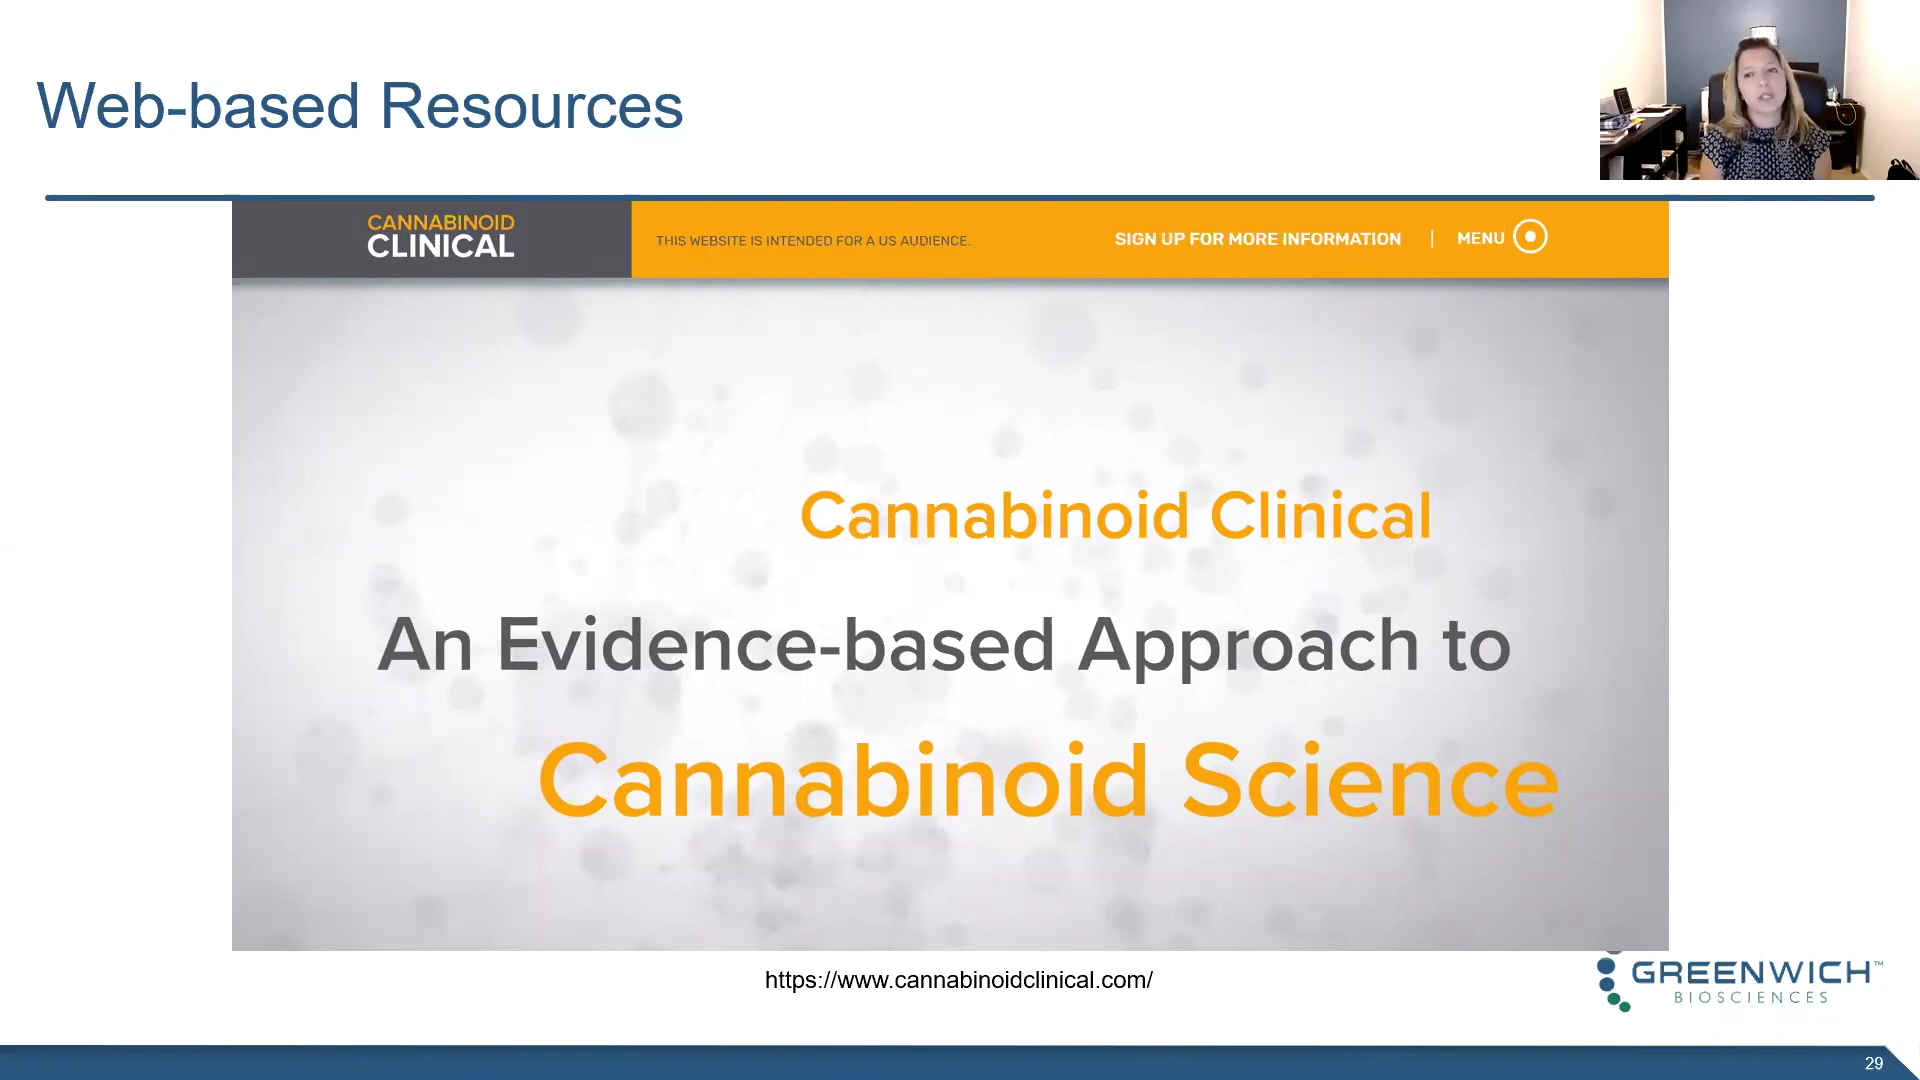 Web-based Resources
CANNABINOID
CLINICAL
THIS WEBSITE IS INTENDED FOR A US AUDIENCE.
SIGN UP FOR MORE INFORMATION | MENU
Cannabinoid Clinical
An Evidence-based Approach to
Cannabinoid Science
https://www.cannabinoidclinical.com/
GREENWICH™
BIOSCIENCES
29